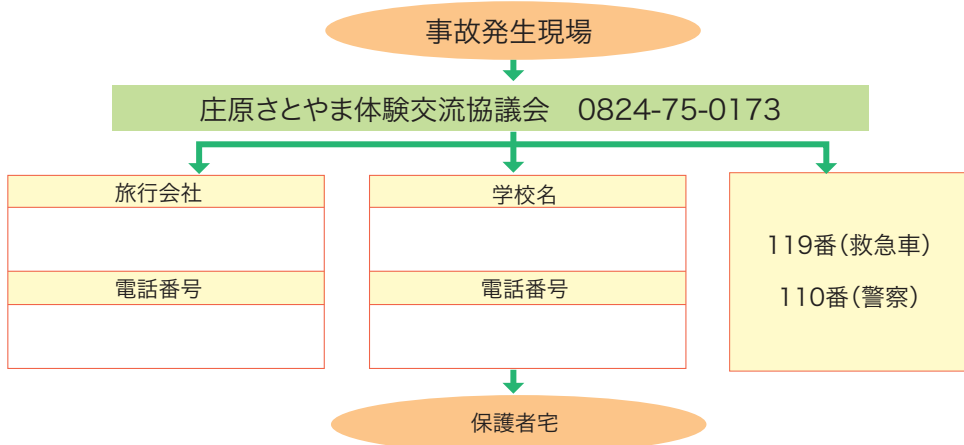 事故発生現場
庄原さとやま体験交流協議会　0824-75-0173
旅行会社
電話番号
学校名
電話番号
119番（救急車）
110番（警察）
保護者宅